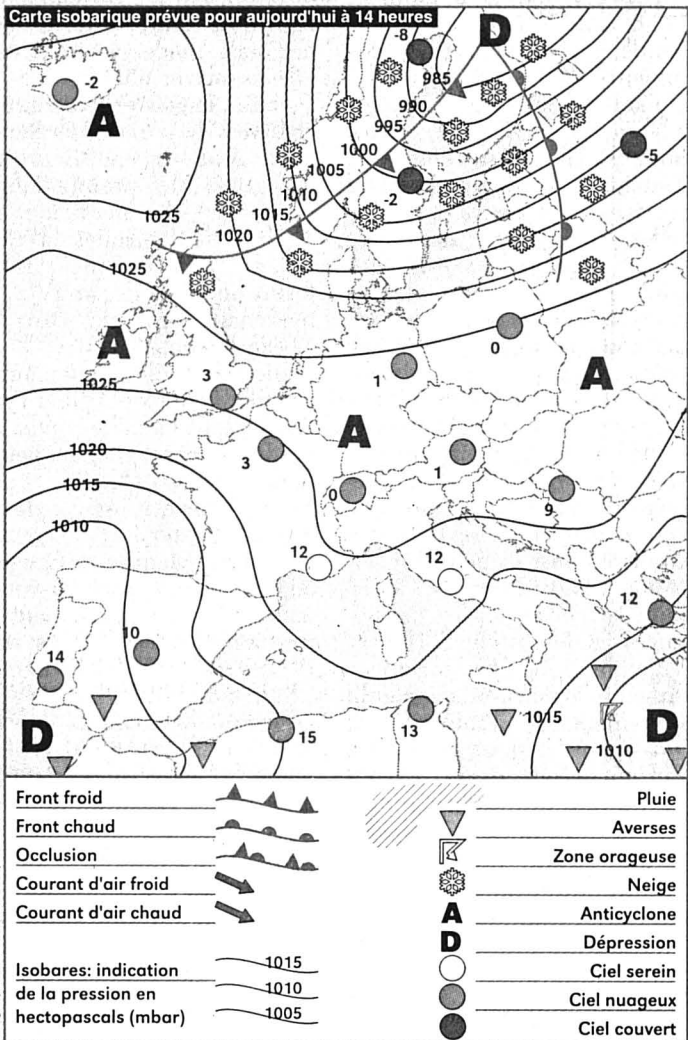 Carte isobarique prévue pour aujourd'hui à 14 heures
-8
D
-2
985
A
990
995
1000
-5
1005
-2
1010
1025
1015
1020
1025
0
A
3
1
A
1025
A
1020
3
1
1015
0
9
1010
12
12
12
10
14
1015
D
15
13
D
1010
Front froid
Front chaud
Occlusion
Courant d'air froid
Courant d'air chaud
Isobares: indication
de la pression en
hectopascals (mbar)
1015
1010
1005
Pluie
Averses
Zone orageuse
Neige
A Anticyclone
D Dépression
Ciel serein
Ciel nuageux
Ciel couvert